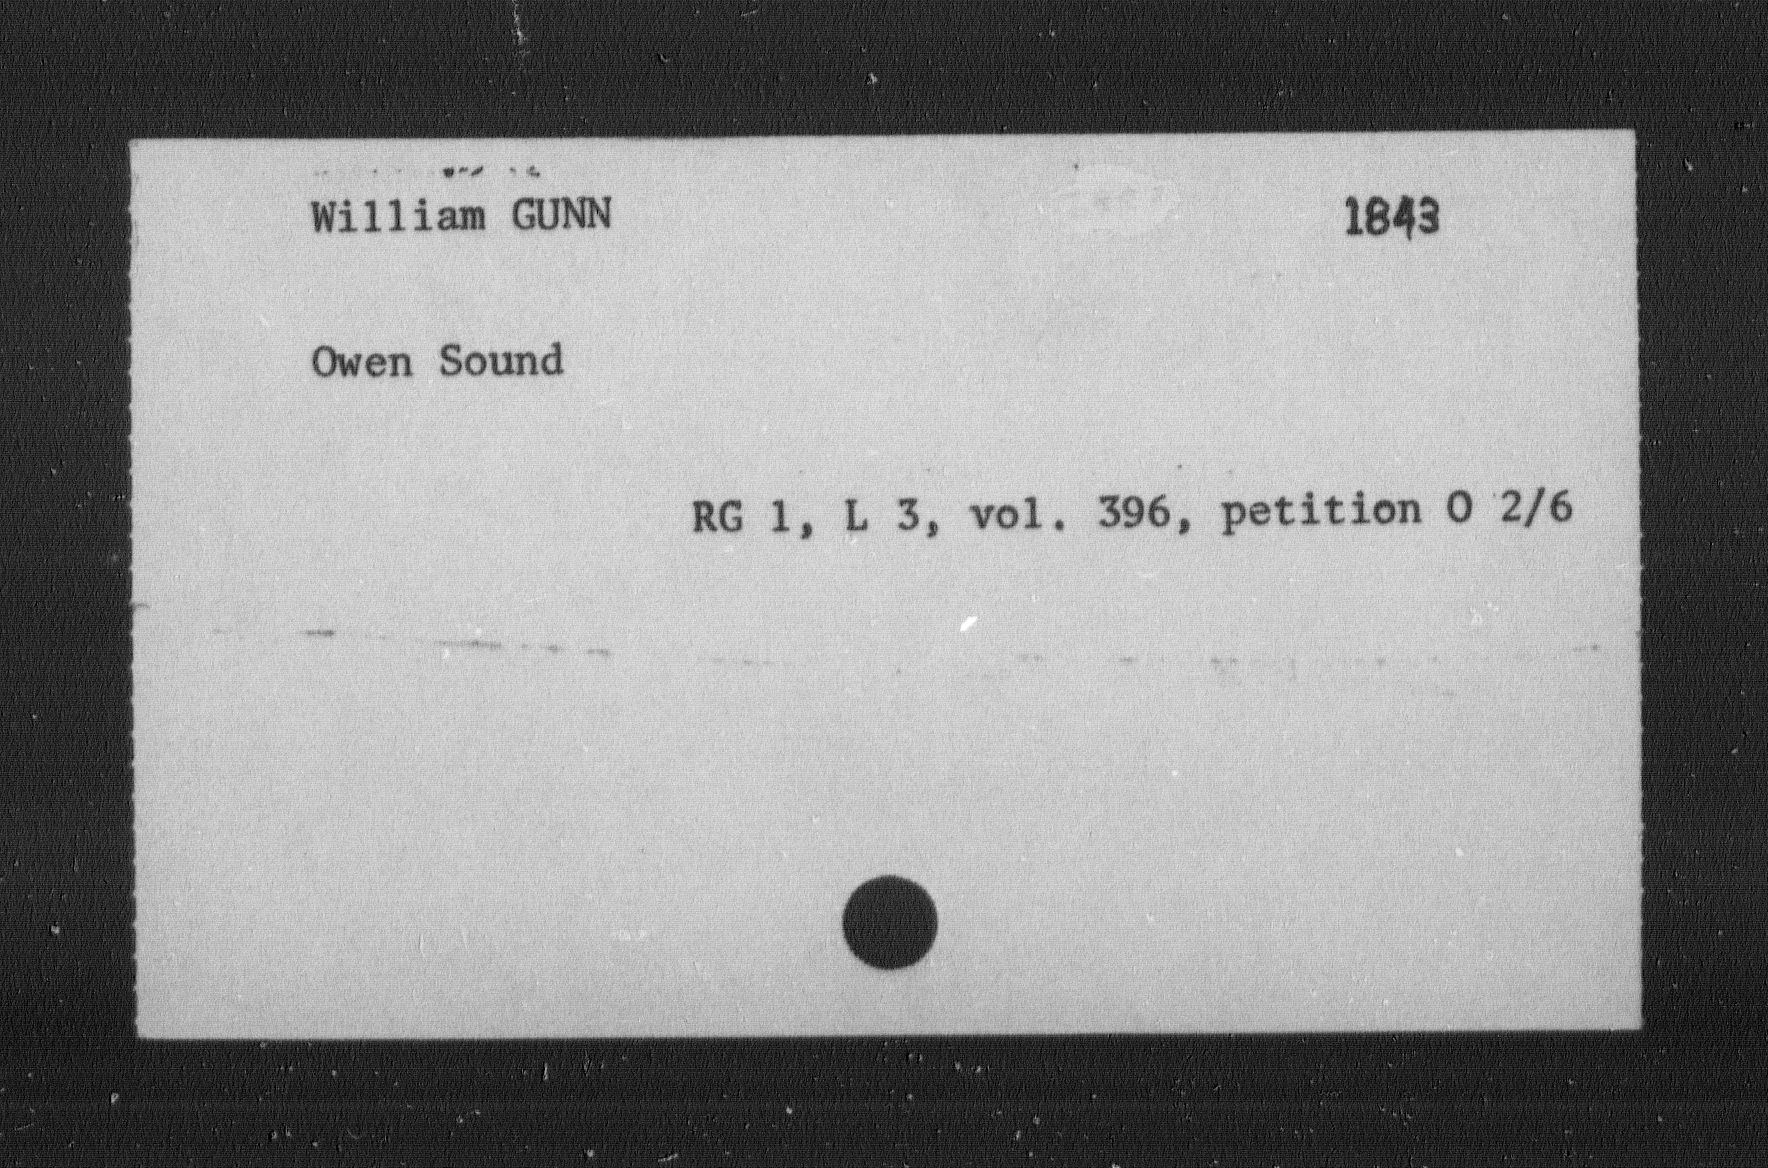 William GUNN 1843
Owen Sound
RG 1, L 3, vol. 396, petition O 2/6